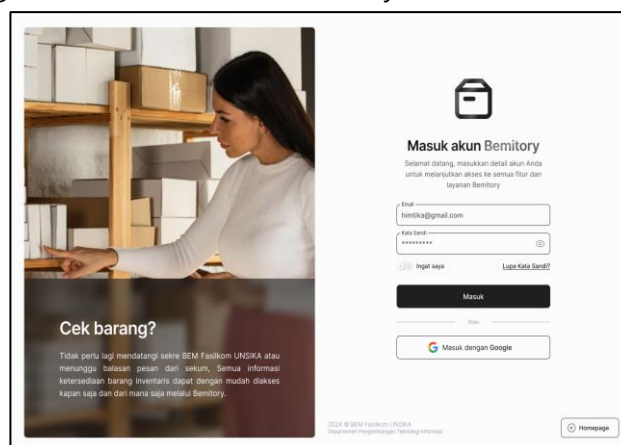 Cek barang?
Tidak perlu lagi mendatangi sekre BEM Fasilkom UNSIKA atau
menunggu balasan pesan dari sekum, Semua informasi
ketersediaan barang inventaris dapat dengan mudah diakses
kapan saja dan dari mana saja melalui Bemitory.
Masuk akun Bemitory
Selamat datang, masukkan detail akun Anda
untuk melanjutkan akses ke semua fitur dan
layanan Bemitory
Email
himtika@gmail.com
Kata Sandi
*********
Ingat saya
Lupa Kata Sandi?
Masuk
Atau
Masuk dengan Google
2024 © BEM Fasilkom UNSIKA
Departemen Pengembangan Teknologi Informasi
Homepage